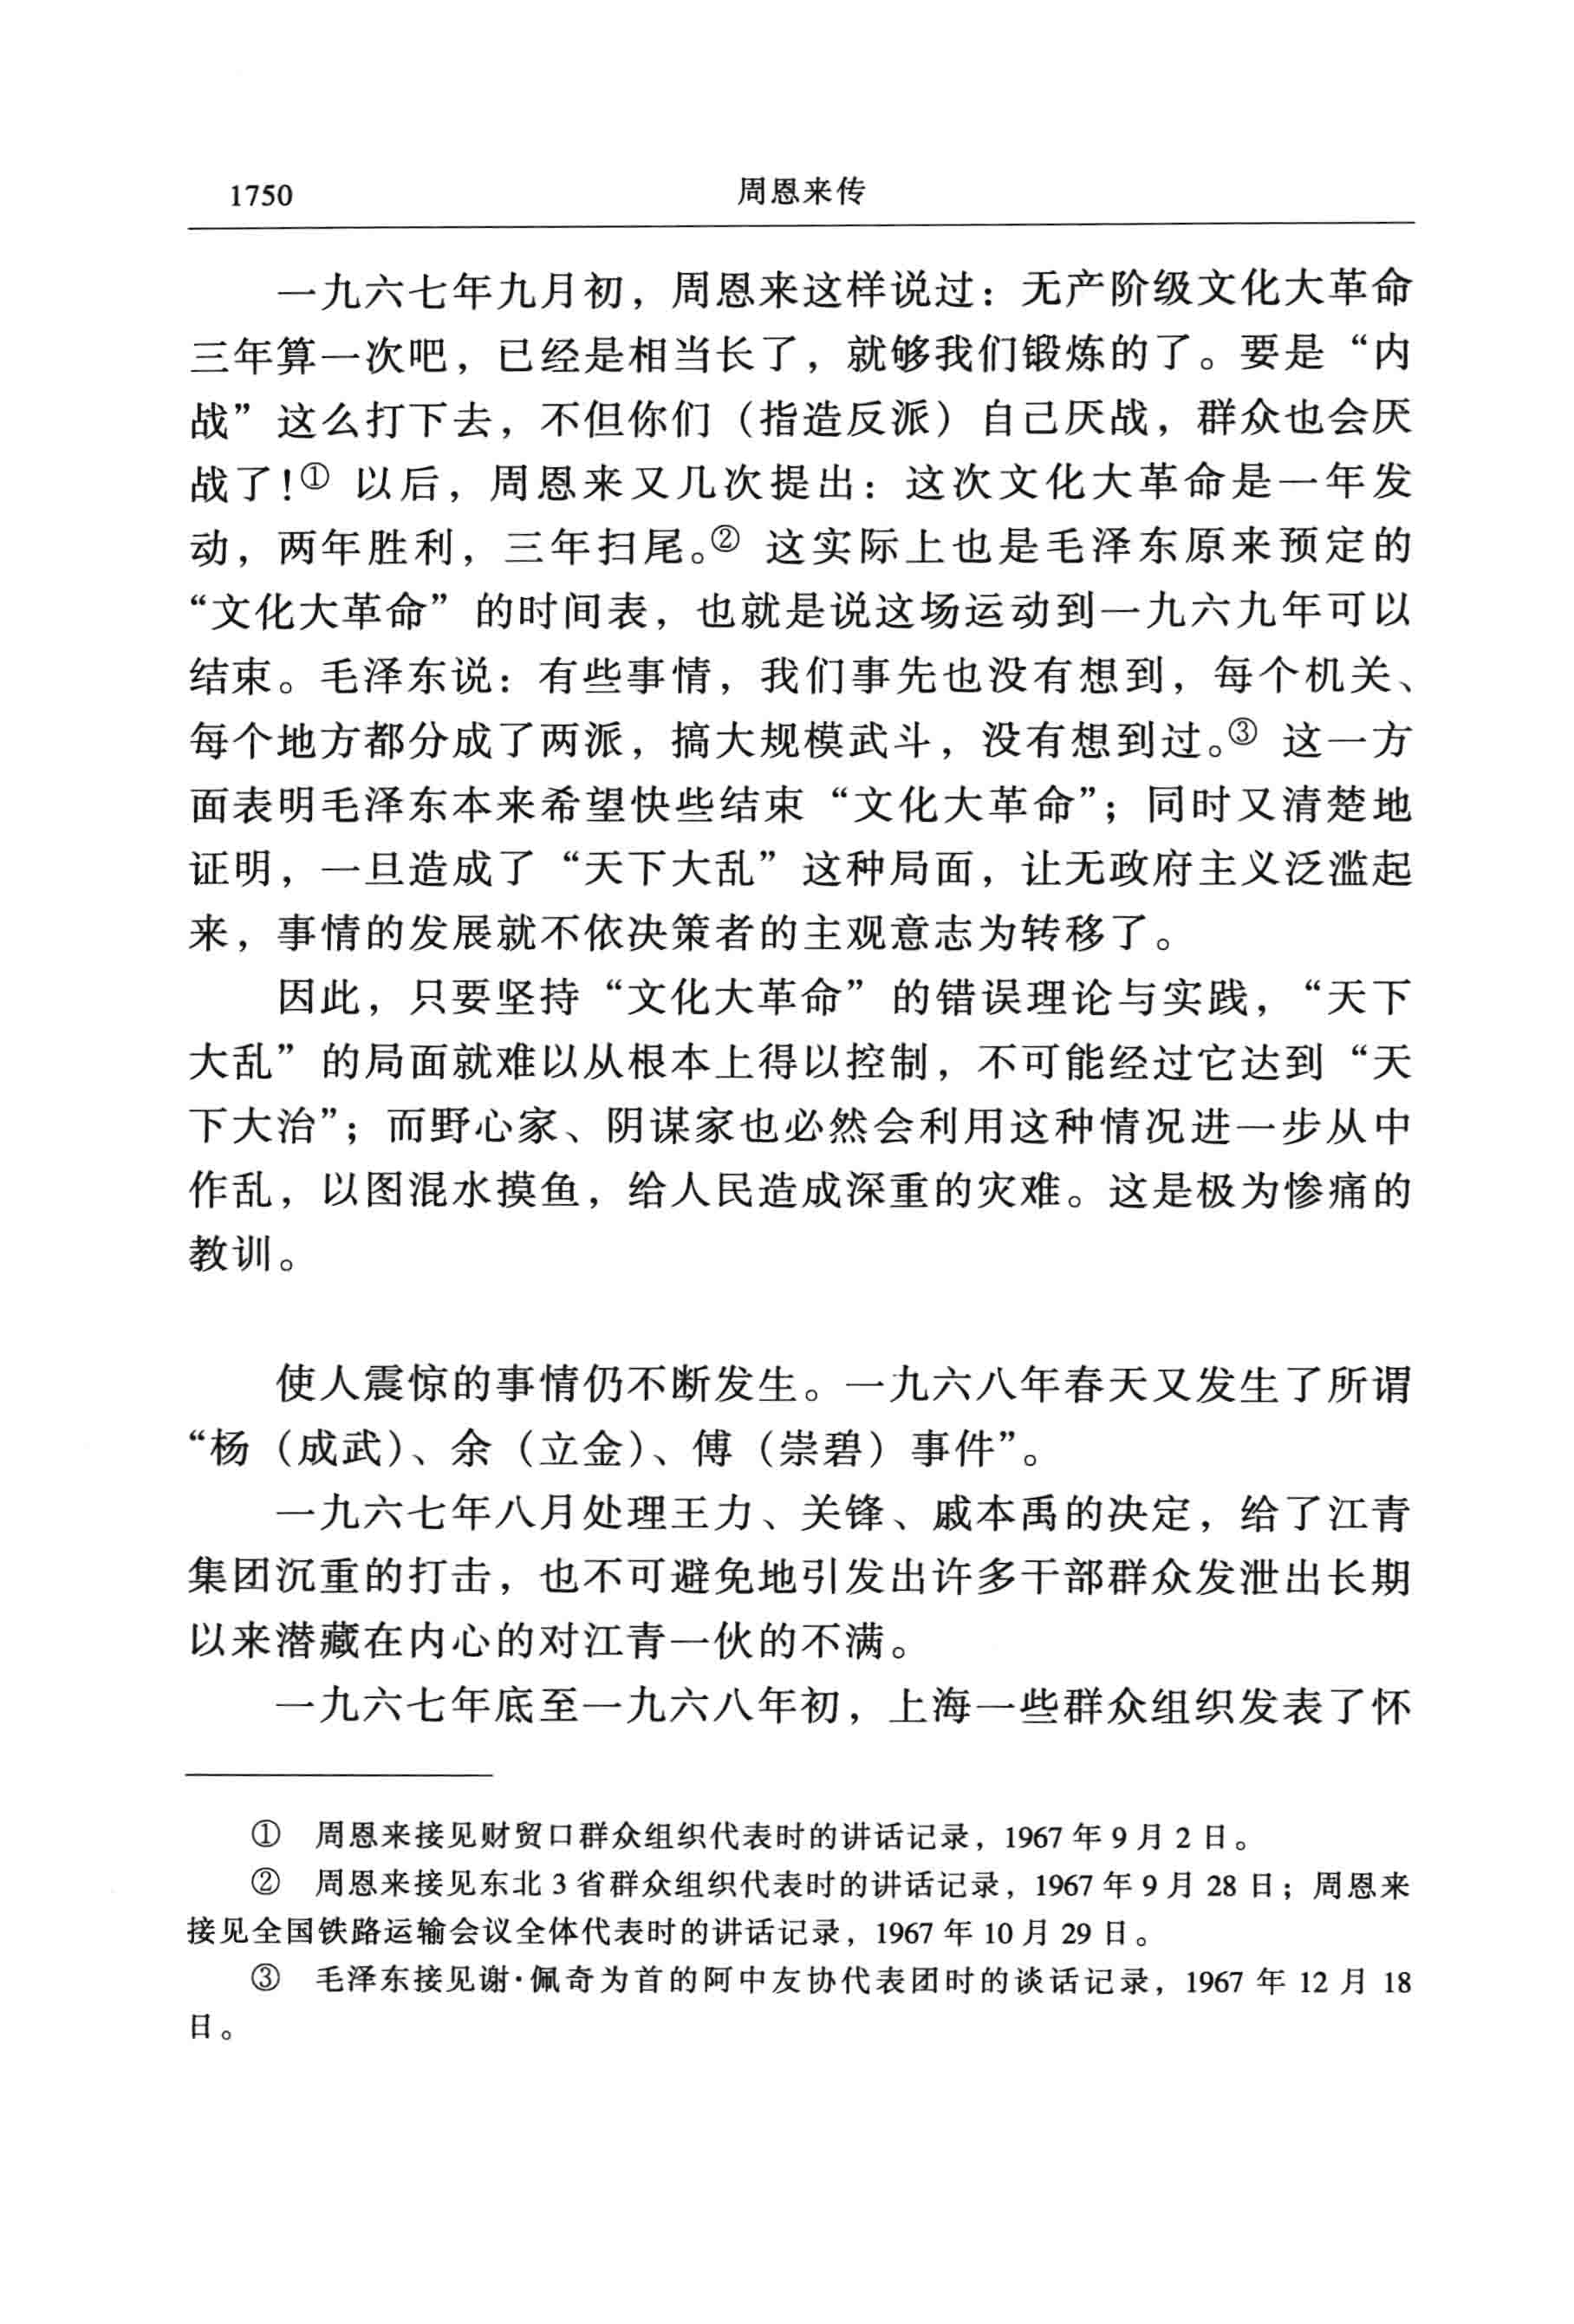 1750
周恩来传
一九六七年九月初，周恩来这样说过：无产阶级文化大革命
三年算一次吧，已经是相当长了，就够我们锻炼的了。要是“内
战”这么打下去，不但你们（指造反派）自己厌战，群众也会厌
战了！① 以后，周恩来又几次提出：这次文化大革命是一年发
动，两年胜利，三年扫尾。② 这实际上也是毛泽东原来预定的
“文化大革命”的时间表，也就是说这场运动到一九六九年可以
结束。毛泽东说：有些事情，我们事先也没有想到，每个机关、
每个地方都分成了两派，搞大规模武斗，没有想到过。③ 这一方
面表明毛泽东本来希望快些结束“文化大革命”；同时又清楚地
证明，一旦造成了“天下大乱”这种局面，让无政府主义泛滥起
来，事情的发展就不依决策者的主观意志为转移了。
因此，只要坚持“文化大革命”的错误理论与实践，“天下
大乱”的局面就难以从根本上得以控制，不可能经过它达到“天
下大治”；而野心家、阴谋家也必然会利用这种情况进一步从中
作乱，以图混水摸鱼，给人民造成深重的灾难。这是极为惨痛的
教训。
使人震惊的事情仍不断发生。一九六八年春天又发生了所谓
“杨（成武）、余（立金）、傅（崇碧）事件”。
一九六七年八月处理王力、关锋、戚本禹的决定，给了江青
集团沉重的打击，也不可避免地引发出许多干部群众发泄出长期
以来潜藏在内心的对江青一伙的不满。
一九六七年底至一九六八年初，上海一些群众组织发表了怀
① 周恩来接见财贸口群众组织代表时的讲话记录，1967 年 9 月 2 日。
② 周恩来接见东北 3 省群众组织代表时的讲话记录，1967 年 9 月 28 日；周恩来
接见全国铁路运输会议全体代表时的讲话记录，1967 年 10 月 29 日。
③ 毛泽东接见谢·佩奇为首的阿中友协代表团时的谈话记录，1967 年 12 月 18
日。